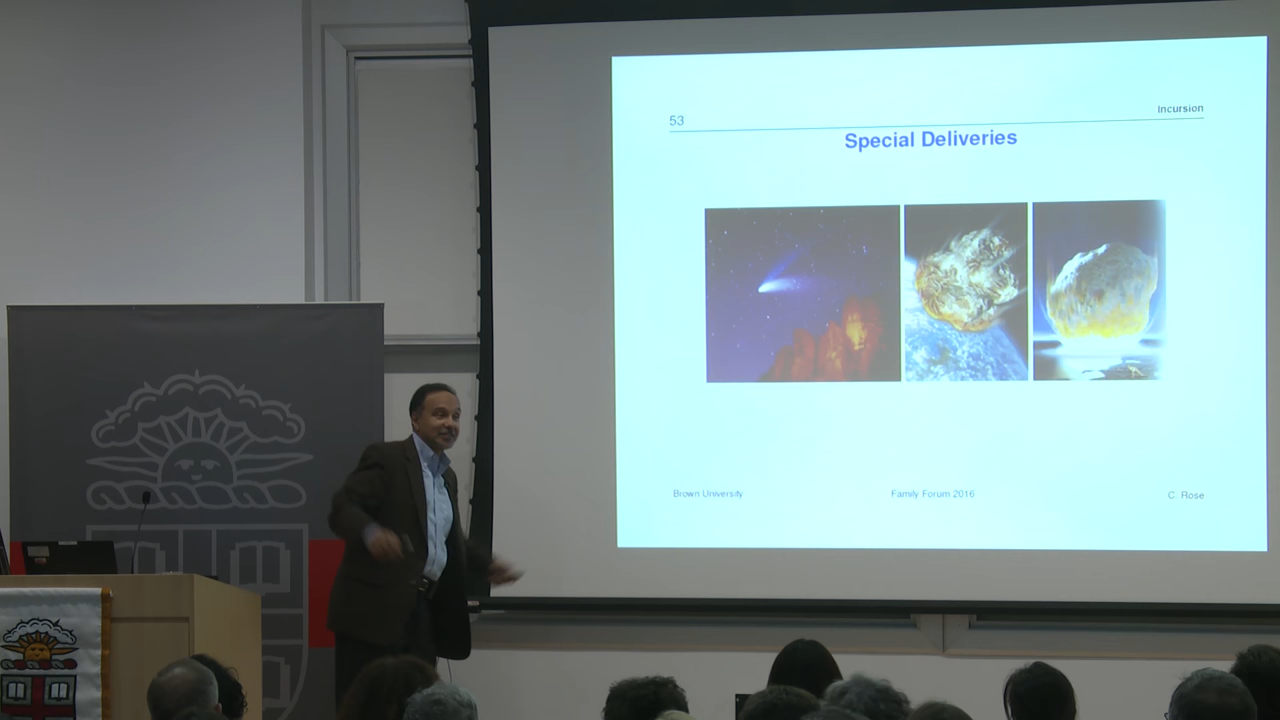 53
Incursion
Special Deliveries
Brown University
Family Forum 2016
C. Rose